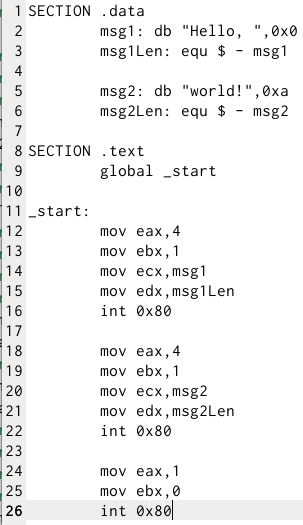 1 SECTION .data
2         msg1: db "Hello, ",0x0
3         msg1Len: equ $ - msg1
4
5         msg2: db "world!",0xa
6         msg2Len: equ $ - msg2
7
8 SECTION .text
9         global _start
10
11 _start:
12         mov eax,4
13         mov ebx,1
14         mov ecx,msg1
15         mov edx,msg1Len
16         int 0x80
17
18         mov eax,4
19         mov ebx,1
20         mov ecx,msg2
21         mov edx,msg2Len
22         int 0x80
23
24         mov eax,1
25         mov ebx,0
26         int 0x80